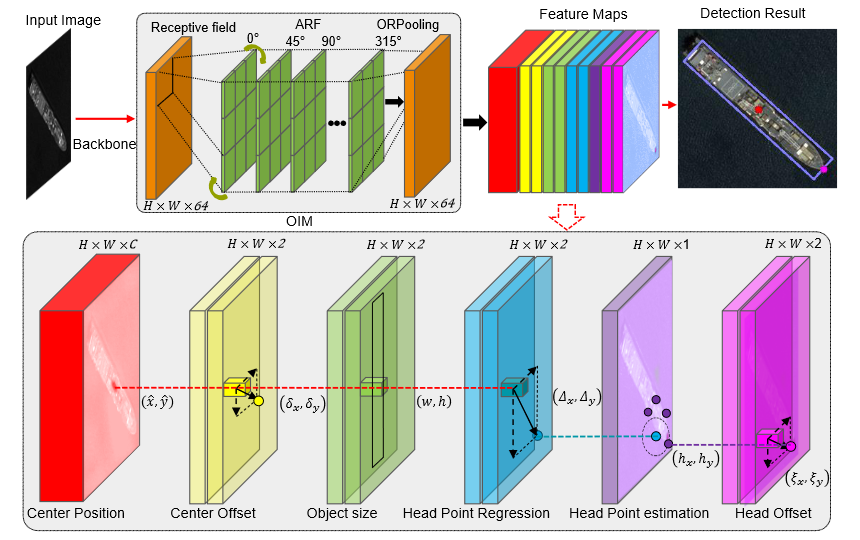 Input Image
Backbone
Receptive field
ARF
ORPooling
0° 45° 90° 315°
H×W×64
H×W×64
OIM
Feature Maps
Detection Result
H×W×C
H×W×2
H×W×2
H×W×2
H×W×1
H×W×2
(x̂, ŷ)
(δx, δy)
(w, h)
(Δx, Δy)
(hx, hy)
(ξx, ξy)
Center Position
Center Offset
Object size
Head Point Regression
Head Point estimation
Head Offset